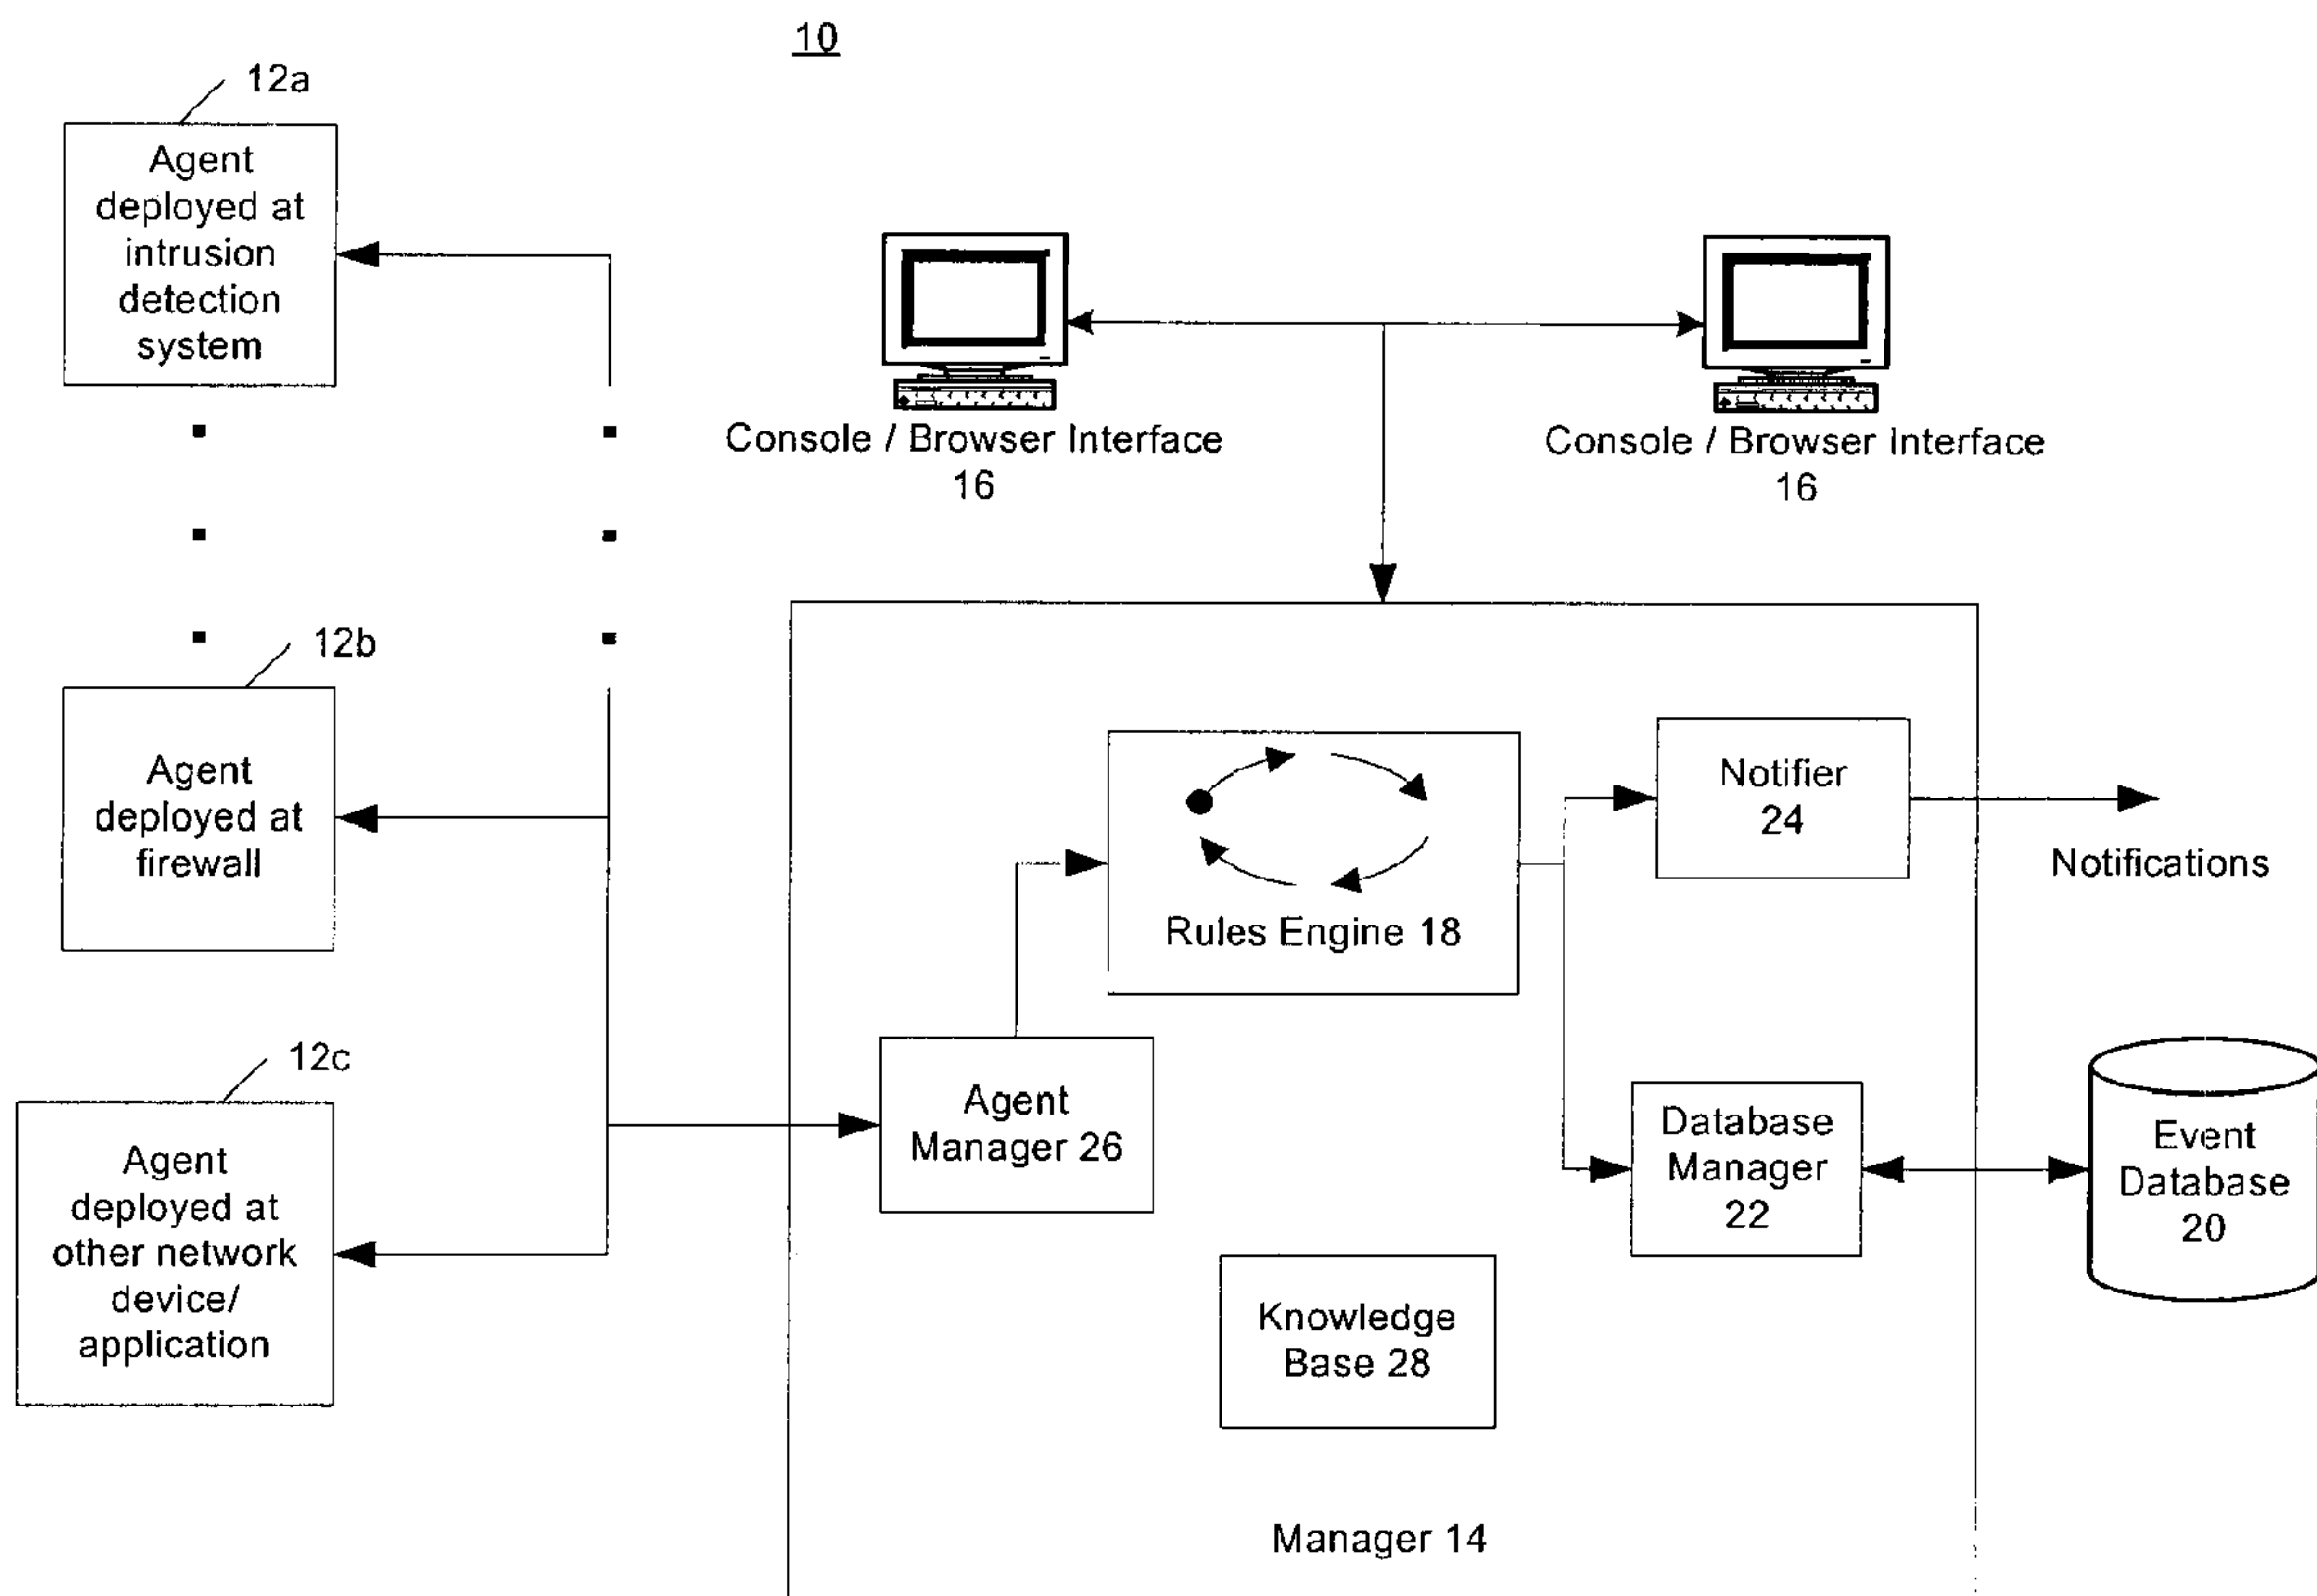 10
12a
Agent
deployed at
intrusion
detection
system
Console / Browser Interface
16
Console / Browser Interface
16
12b
Agent
deployed at
firewall
Rules Engine 18
Notifier
24
Notifications
12c
Agent
deployed at
other network
device/
application
Agent
Manager 26
Database
Manager
22
Event
Database
20
Knowledge
Base 28
Manager 14